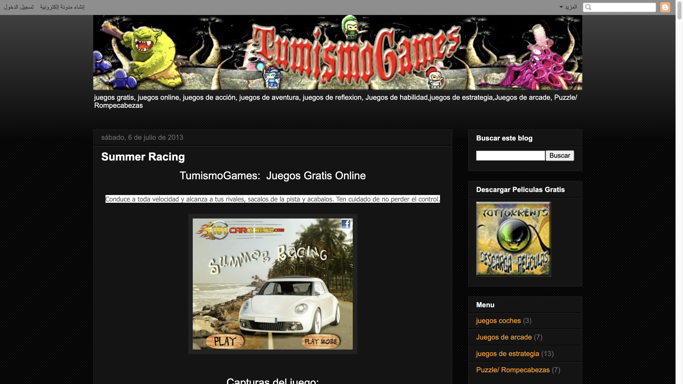 إنشاء مدونة إلكترونية تسجيل الدخول
المزيد
TumismoGames
juegos gratis, juegos online, juegos de acción, juegos de aventura, juegos de reflexion, Juegos de habilidad,juegos de estrategia,Juegos de arcade, Puzzle/
Rompecabezas
sábado, 6 de julio de 2013
Summer Racing
TumismoGames: Juegos Gratis Online
Conduce a toda velocidad y alcanza a tus rivales, sacalos de la pista y acabalos. Ten cuidado de no perder el control.
Summer Racing
PLAY
PLAY MORE
Capturas del juego:
Buscar este blog
Buscar
Descargar Peliculas Gratis
DESCARGA PELICULAS
Menu
juegos coches (3)
Juegos de arcade (7)
juegos de estrategia (13)
Puzzle/ Rompecabezas (7)